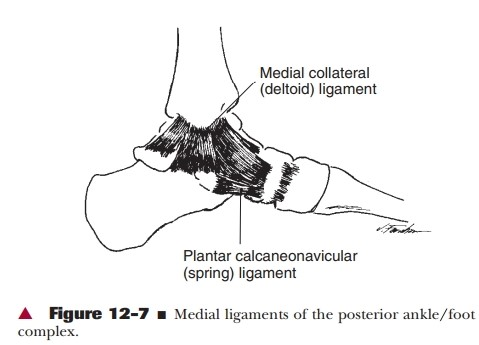 Medial collateral
(deltoid) ligament
Plantar calcaneonavicular
(spring) ligament
▲ Figure 12-7 ■ Medial ligaments of the posterior ankle/foot
complex.